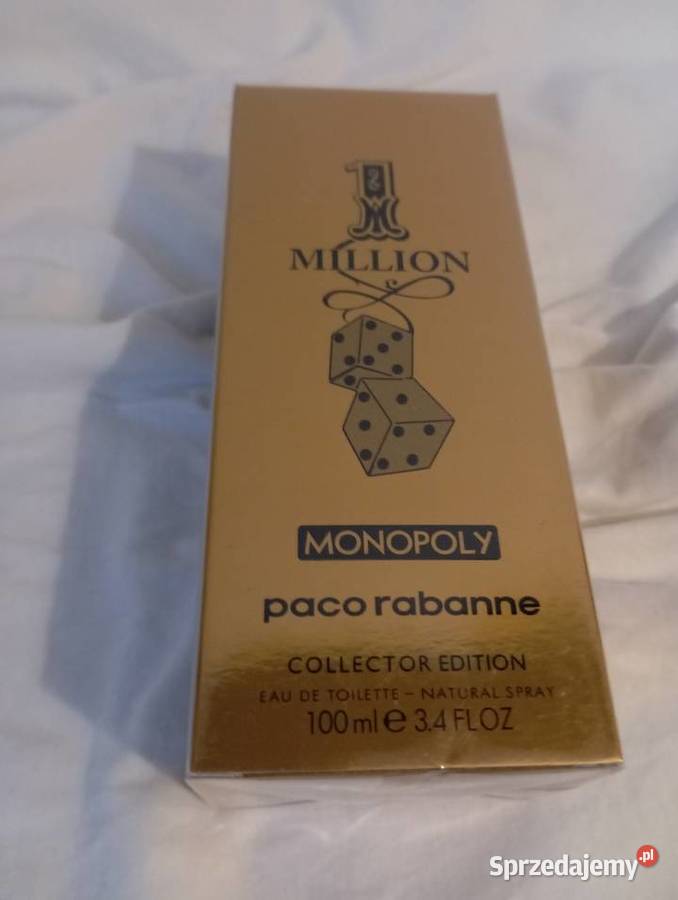 1
MILLION
MONOPOLY
paco rabanne
COLLECTOR EDITION
EAU DE TOILETTE – NATURAL SPRAY
100 ml e 3.4 FL OZ
Sprzedajemy.pl